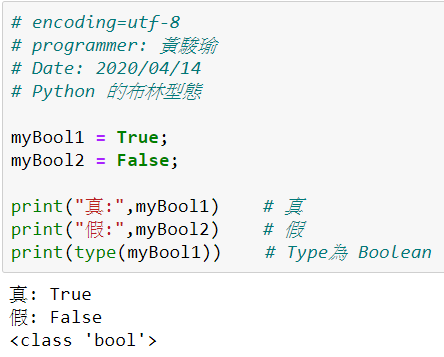 # encoding=utf-8
# programmer: 黃駿瑜
# Date: 2020/04/14
# Python 的布林型態
myBool1 = True;
myBool2 = False;
print("真:",myBool1)    # 真
print("假:",myBool2)    # 假
print(type(myBool1))    # Type為 Boolean
真: True
假: False
<class 'bool'>